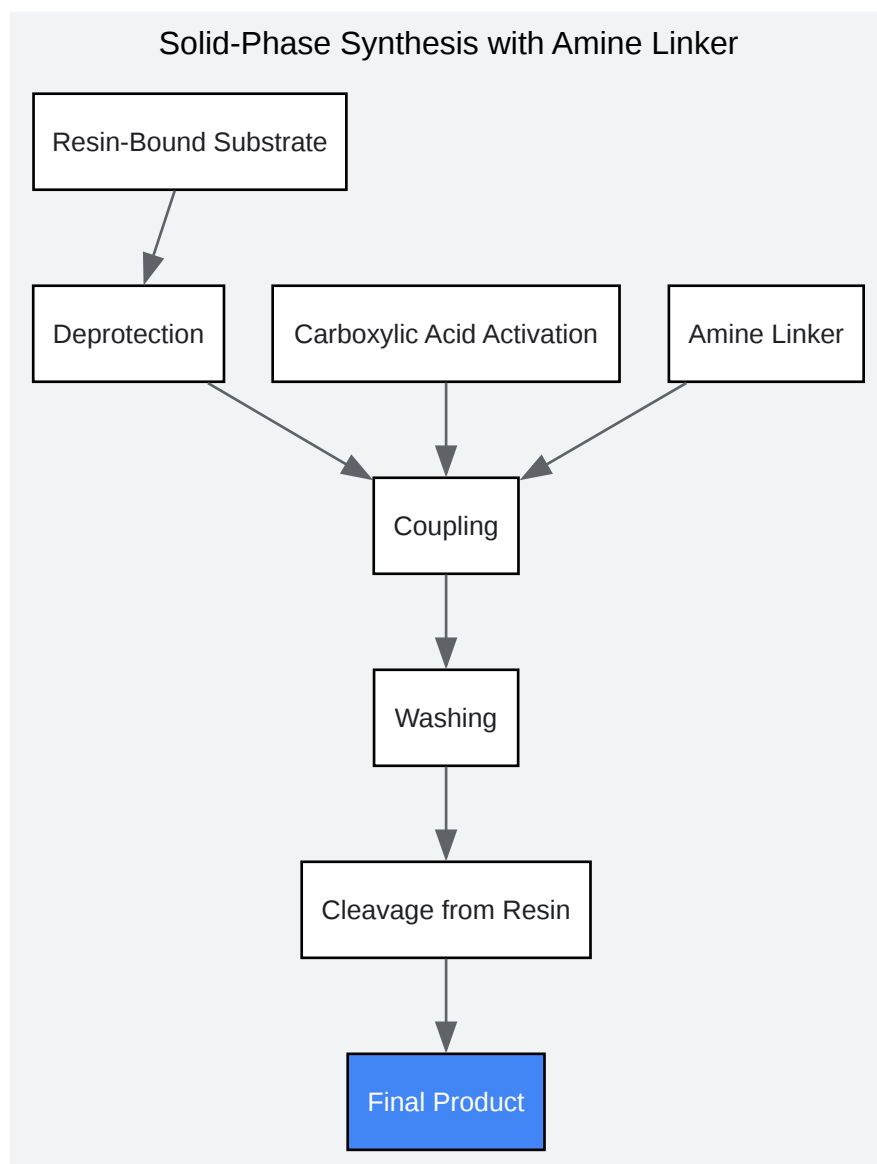 Solid-Phase Synthesis with Amine Linker
Resin-Bound Substrate
Deprotection
Carboxylic Acid Activation
Amine Linker
Coupling
Washing
Cleavage from Resin
Final Product